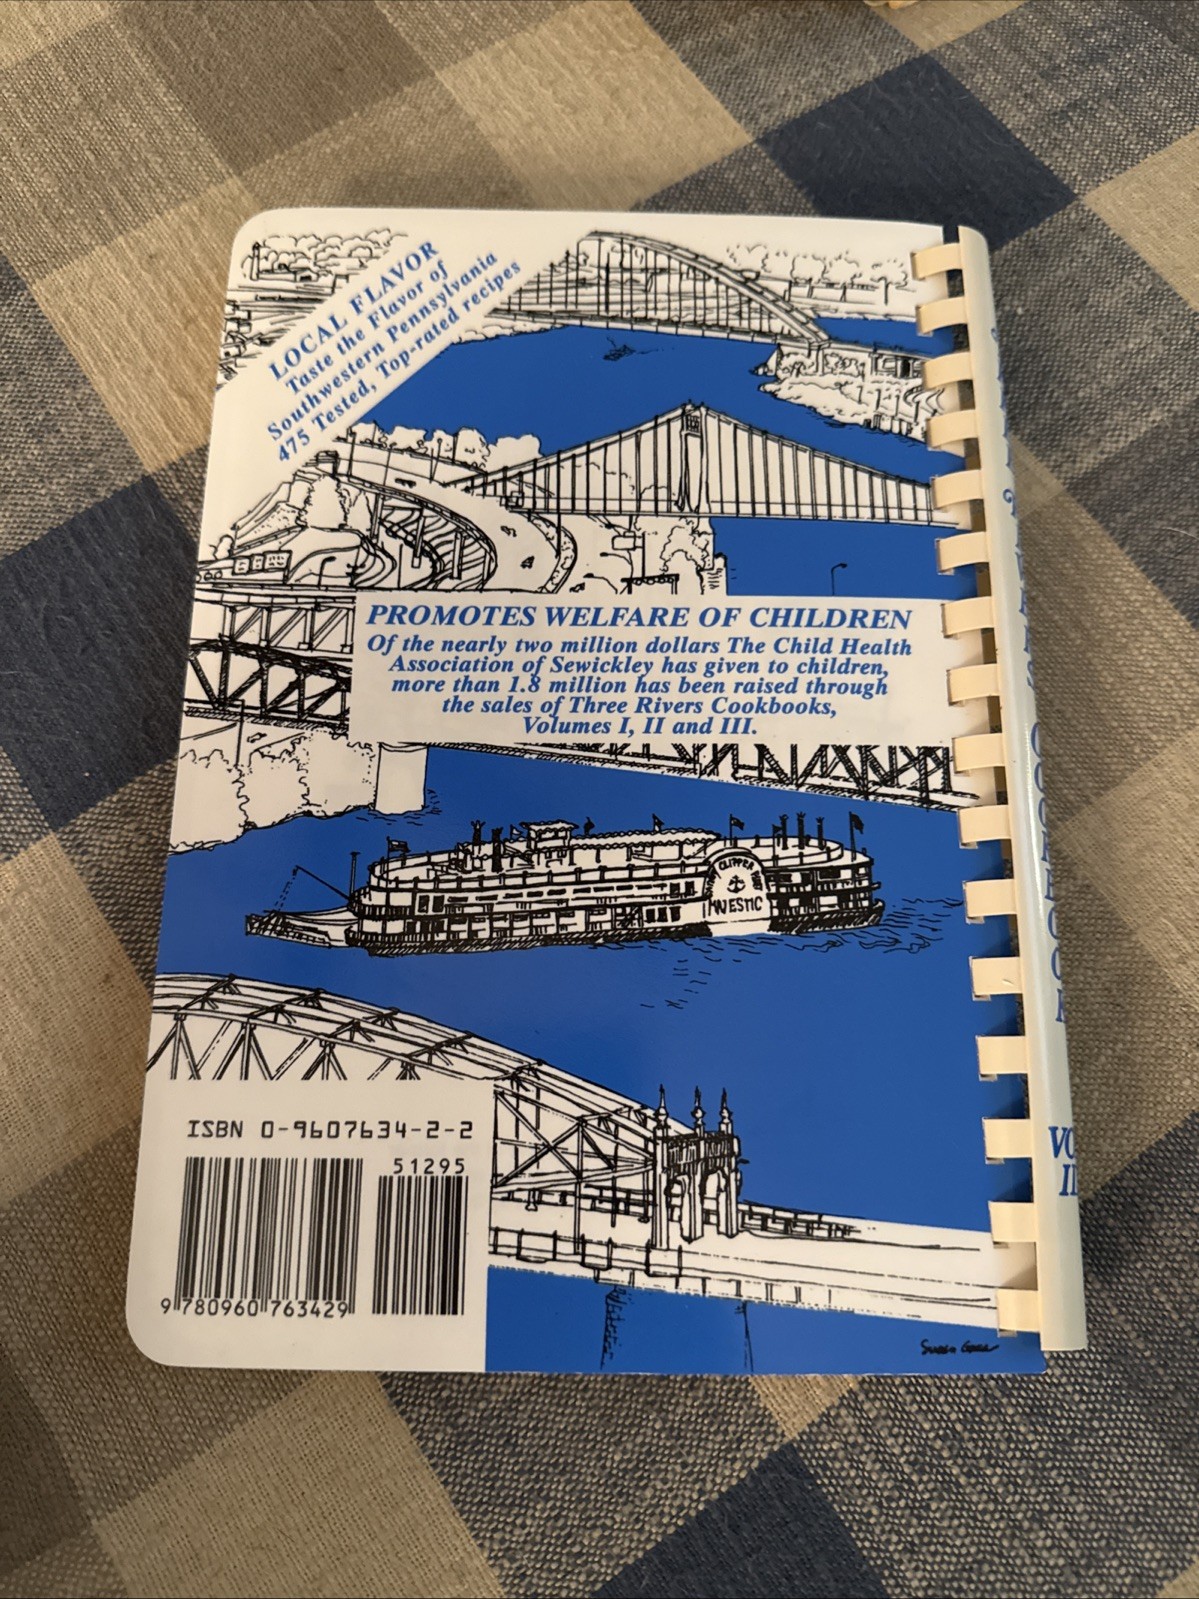 LOCAL FLAVOR
Taste the Flavor of
Southwestern Pennsylvania
475 Tested, Top-rated recipes
PROMOTES WELFARE OF CHILDREN
Of the nearly two million dollars The Child Health
Association of Sewickley has given to children,
more than 1.8 million has been raised through
the sales of Three Rivers Cookbooks,
Volumes I, II and III.
CLIPPER
MAJESTIC
ISBN 0-9607634-2-2
51295
9 780960 763429